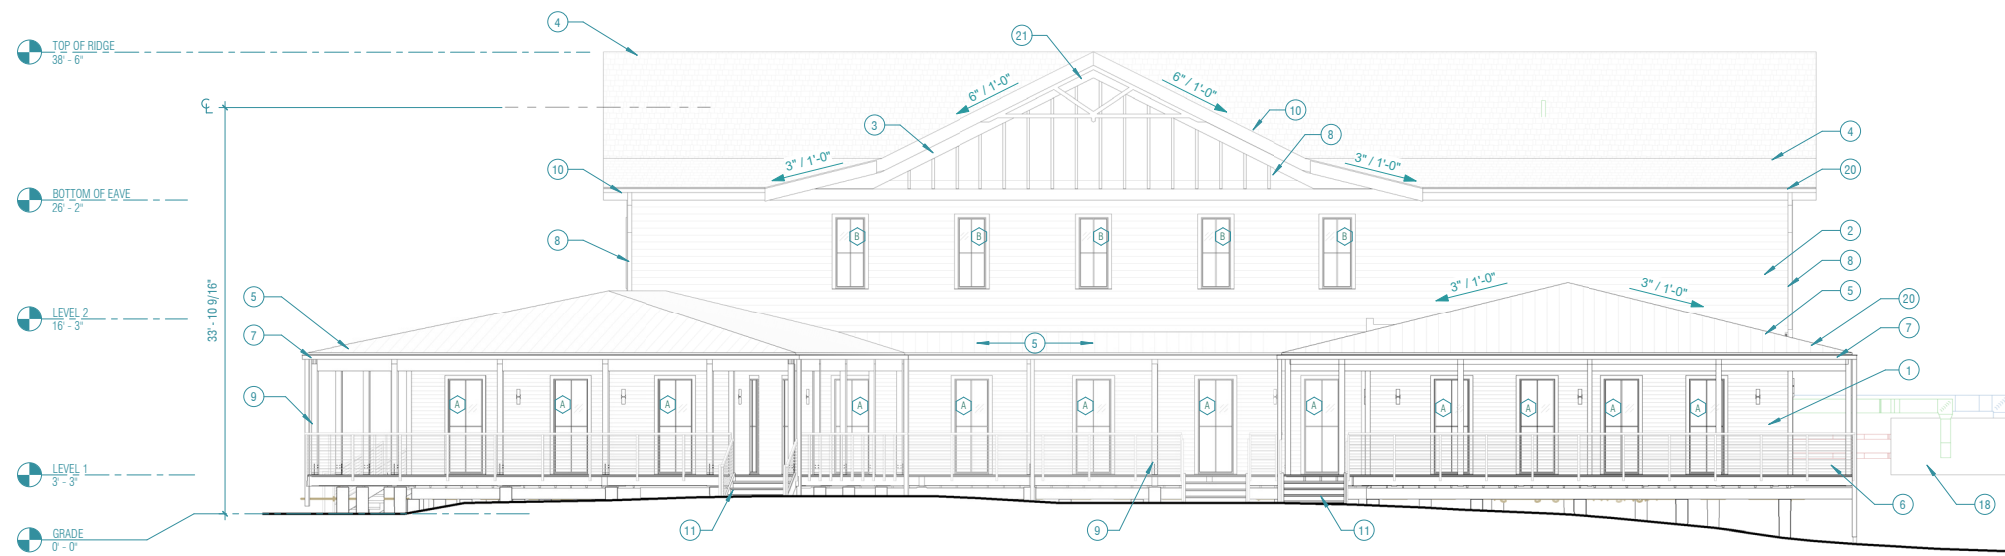 4
21
TOP OF RIDGE
38' - 6"
6" / 1'-0"
6" / 1'-0"
℄
10
3
8
4
3" / 1'-0"
3" / 1'-0"
10
20
BOTTOM OF EAVE
26' - 2"
B
B
B
B
B
2
8
8
3" / 1'-0"
3" / 1'-0"
5
5
20
33' - 10 9/16"
LEVEL 2
16' - 3"
7
5
7
1
9
A
A
A
A
A
A
A
A
A
A
A
A
LEVEL 1
3' - 3"
11
9
11
6
18
GRADE
0' - 0"